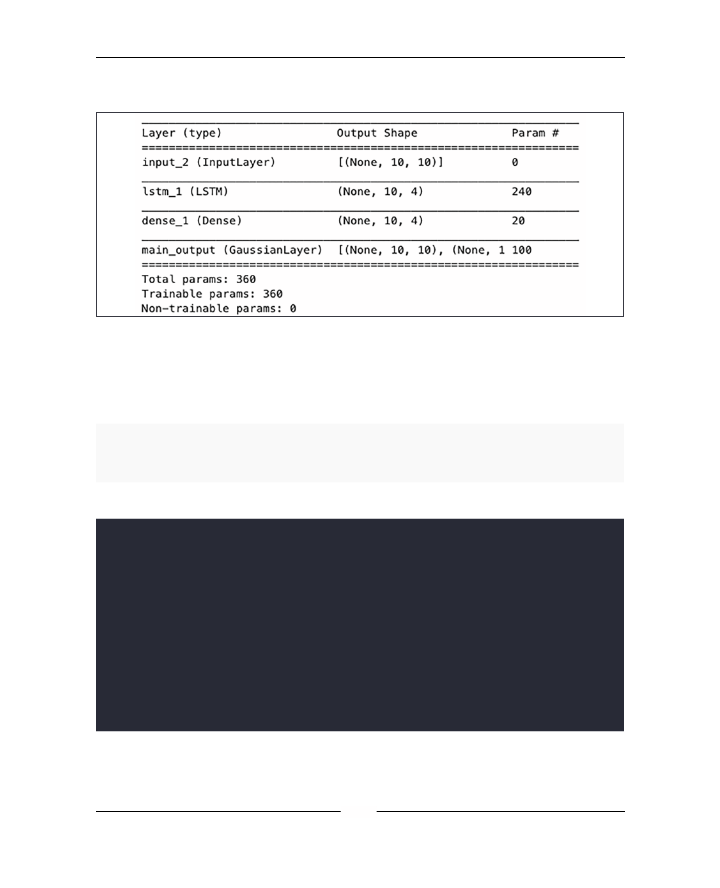 Layer (type) Output Shape Param #
input_2 (InputLayer) [(None, 10, 10)] 0
lstm_1 (LSTM) (None, 10, 4) 240
dense_1 (Dense) (None, 10, 4) 20
main_output (GaussianLayer) [(None, 10, 10), (None, 1 100
Total params: 360
Trainable params: 360
Non-trainable params: 0